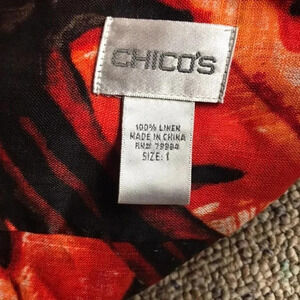 CHICO'S
100% LINEN
MADE IN CHINA
RN# 79984
SIZE: 1